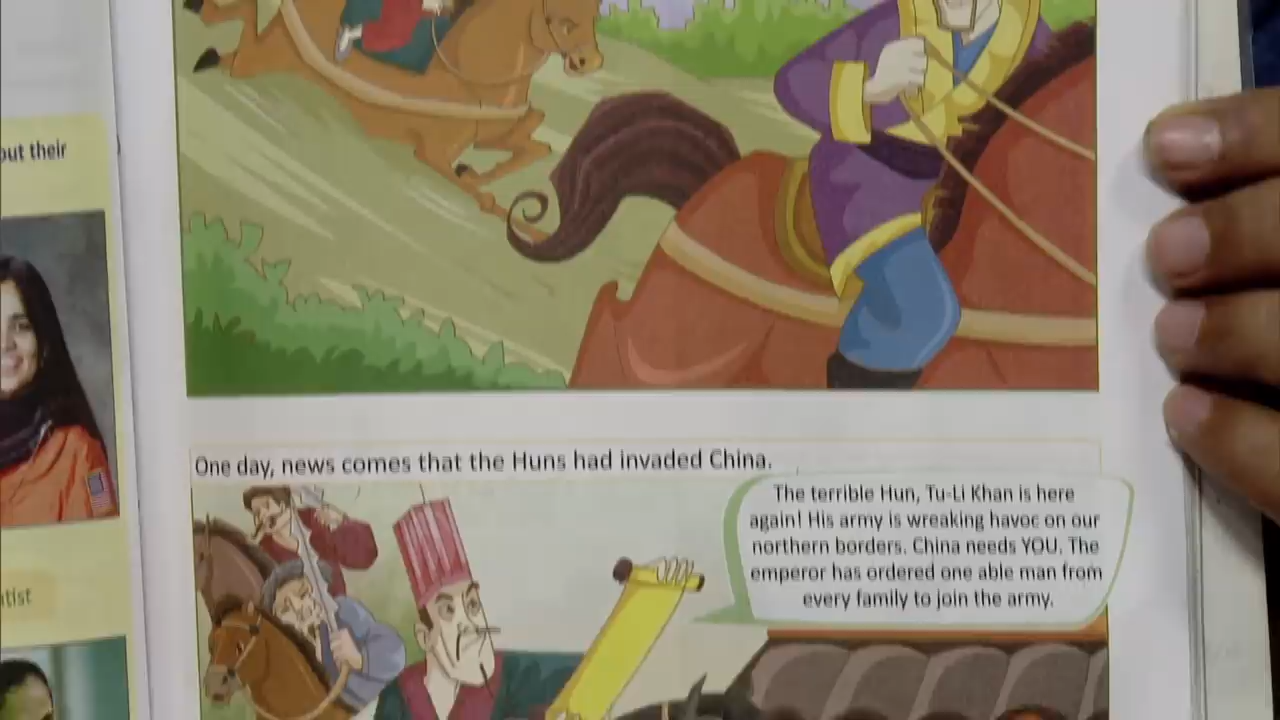 out their
tist
One day, news comes that the Huns had invaded China.
The terrible Hun, Tu-Li Khan is here
again! His army is wreaking havoc on our
northern borders. China needs YOU. The
emperor has ordered one able man from
every family to join the army.